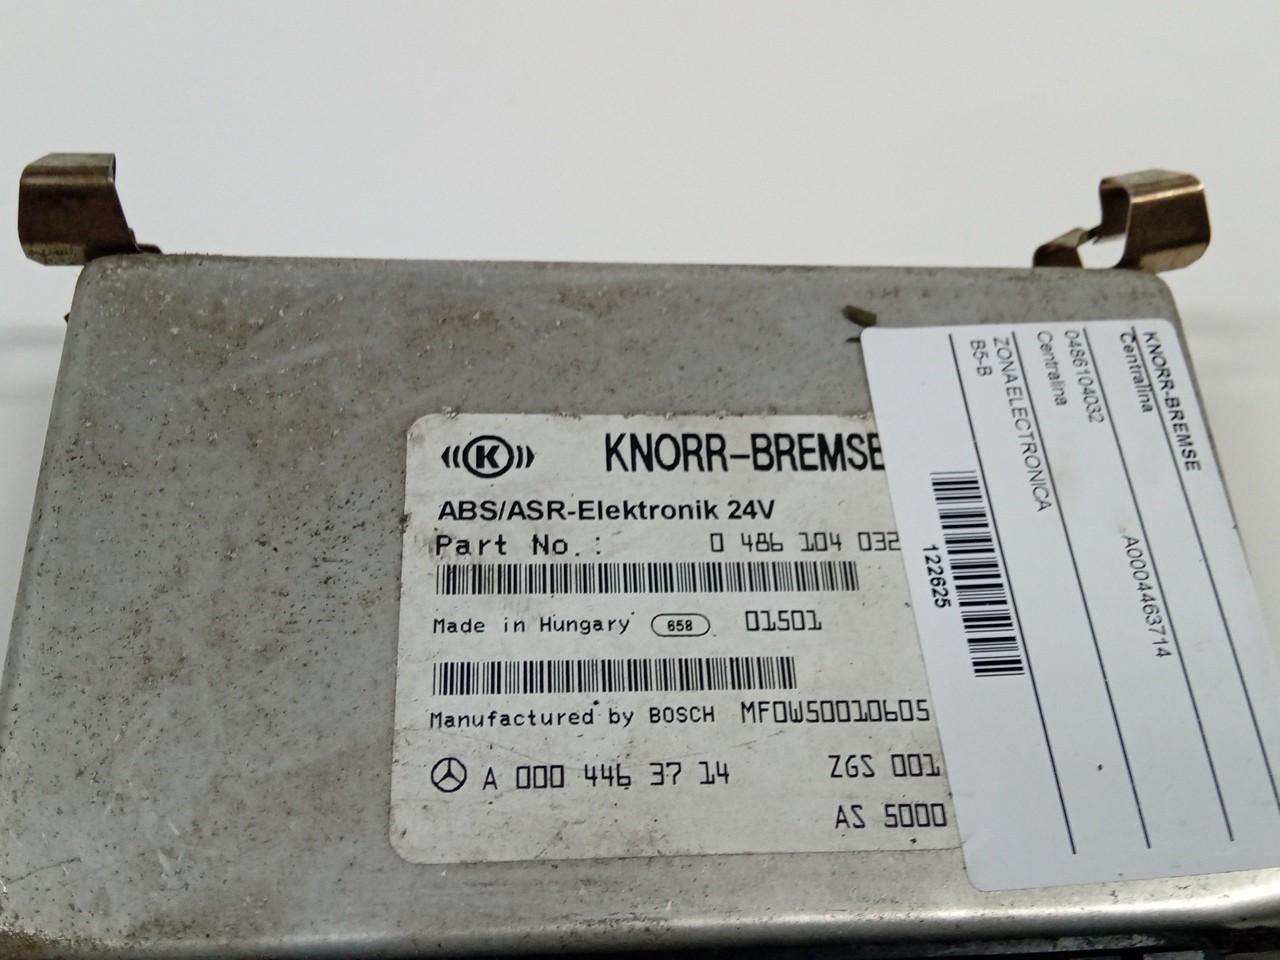 K KNORR-BREMSE
ABS/ASR-Elektronik 24V
Part No.: 0 486 104 032
Made in Hungary 658 01501
Manufactured by BOSCH MF0W50010605
A 000 446 37 14 ZGS 001
AS 5000
KNORR-BREMSE
Centralina
0486104032 A0004463714
Centralina
ZONAELECTRONICA
B5-B
122625